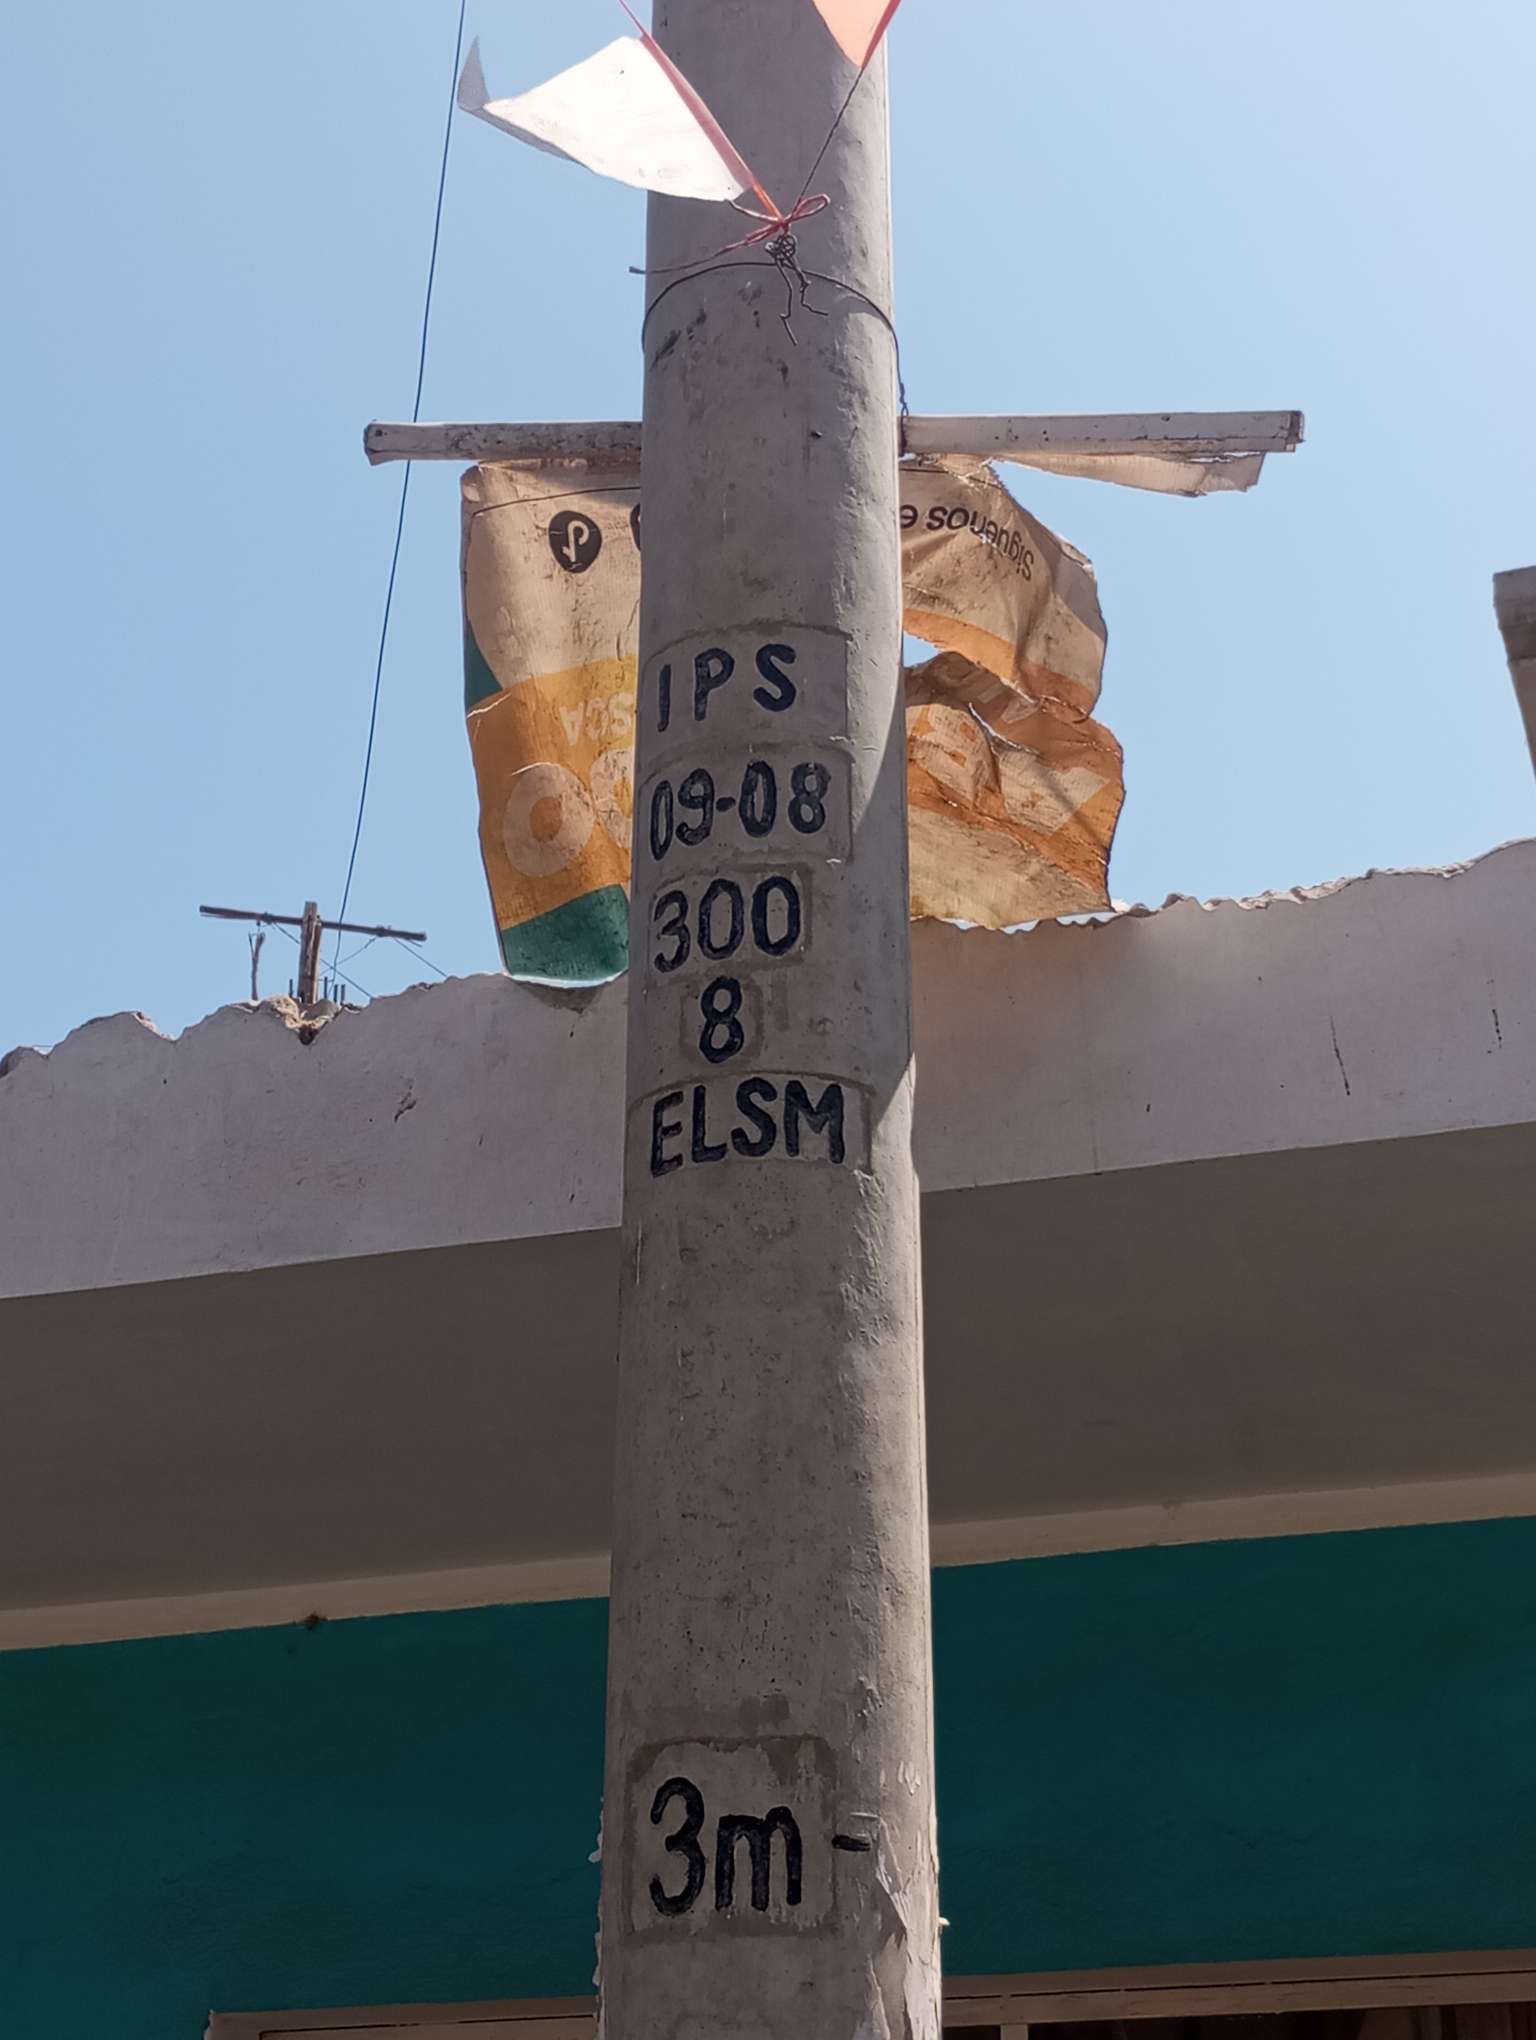 Síguenos e
IPS
09-08
300
8
ELSM
3m-